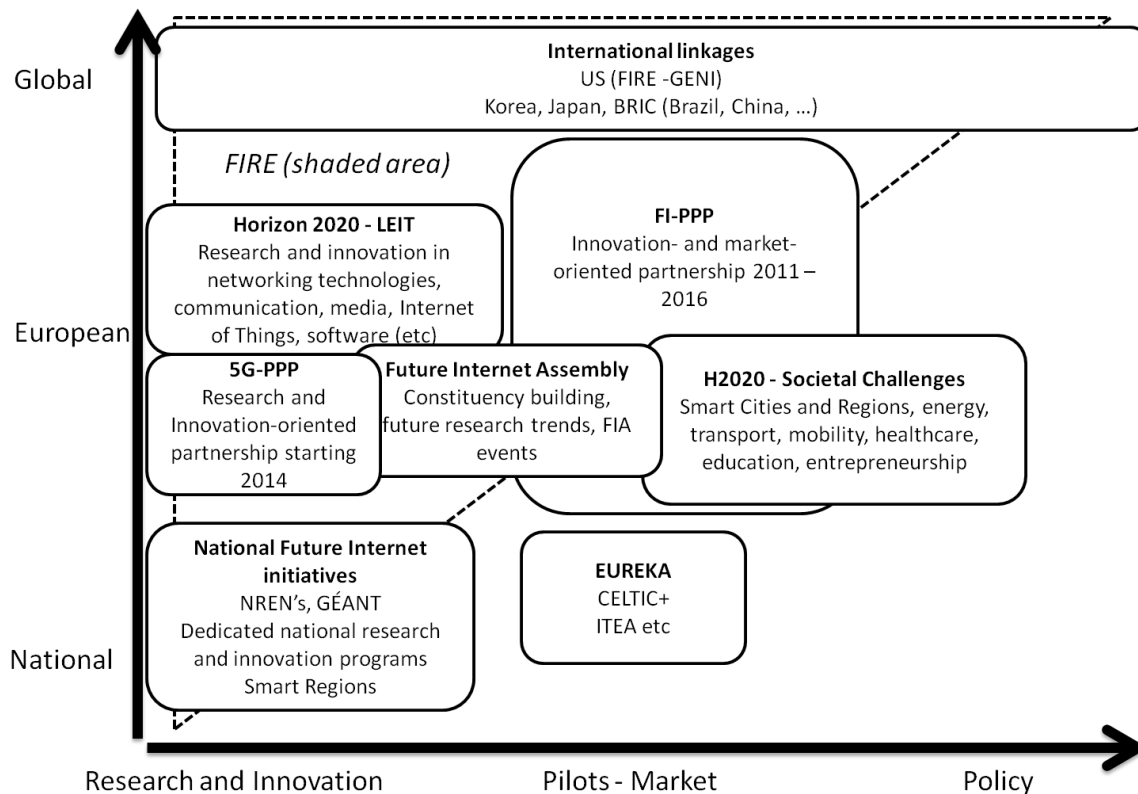 Global
International linkages
US (FIRE -GENI)
Korea, Japan, BRIC (Brazil, China, …)
FIRE (shaded area)
Horizon 2020 - LEIT
Research and innovation in
networking technologies,
communication, media, Internet
of Things, software (etc)
FI-PPP
Innovation- and market-
oriented partnership 2011 –
2016
European
5G-PPP
Research and
Innovation-oriented
partnership starting
2014
Future Internet Assembly
Constituency building,
future research trends, FIA
events
H2020 - Societal Challenges
Smart Cities and Regions, energy,
transport, mobility, healthcare,
education, entrepreneurship
National Future Internet
initiatives
NREN's, GÉANT
Dedicated national research
and innovation programs
Smart Regions
EUREKA
CELTIC+
ITEA etc
National
Research and Innovation
Pilots - Market
Policy